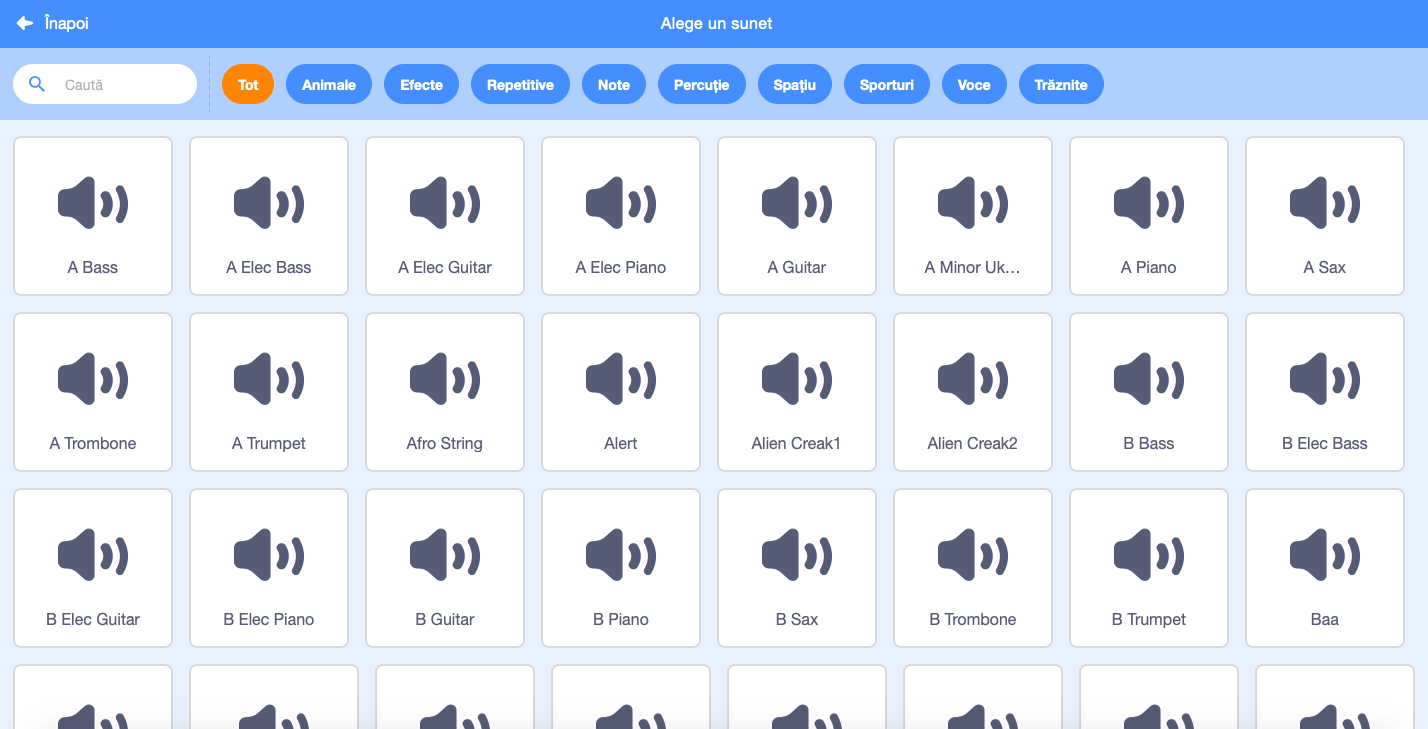 Înapoi
Alege un sunet
Caută
Tot
Animale
Efecte
Repetitive
Note
Percuție
Spațiu
Sporturi
Voce
Trăznite
A Bass
A Elec Bass
A Elec Guitar
A Elec Piano
A Guitar
A Minor Uk…
A Piano
A Sax
A Trombone
A Trumpet
Afro String
Alert
Alien Creak1
Alien Creak2
B Bass
B Elec Bass
B Elec Guitar
B Elec Piano
B Guitar
B Piano
B Sax
B Trombone
B Trumpet
Baa